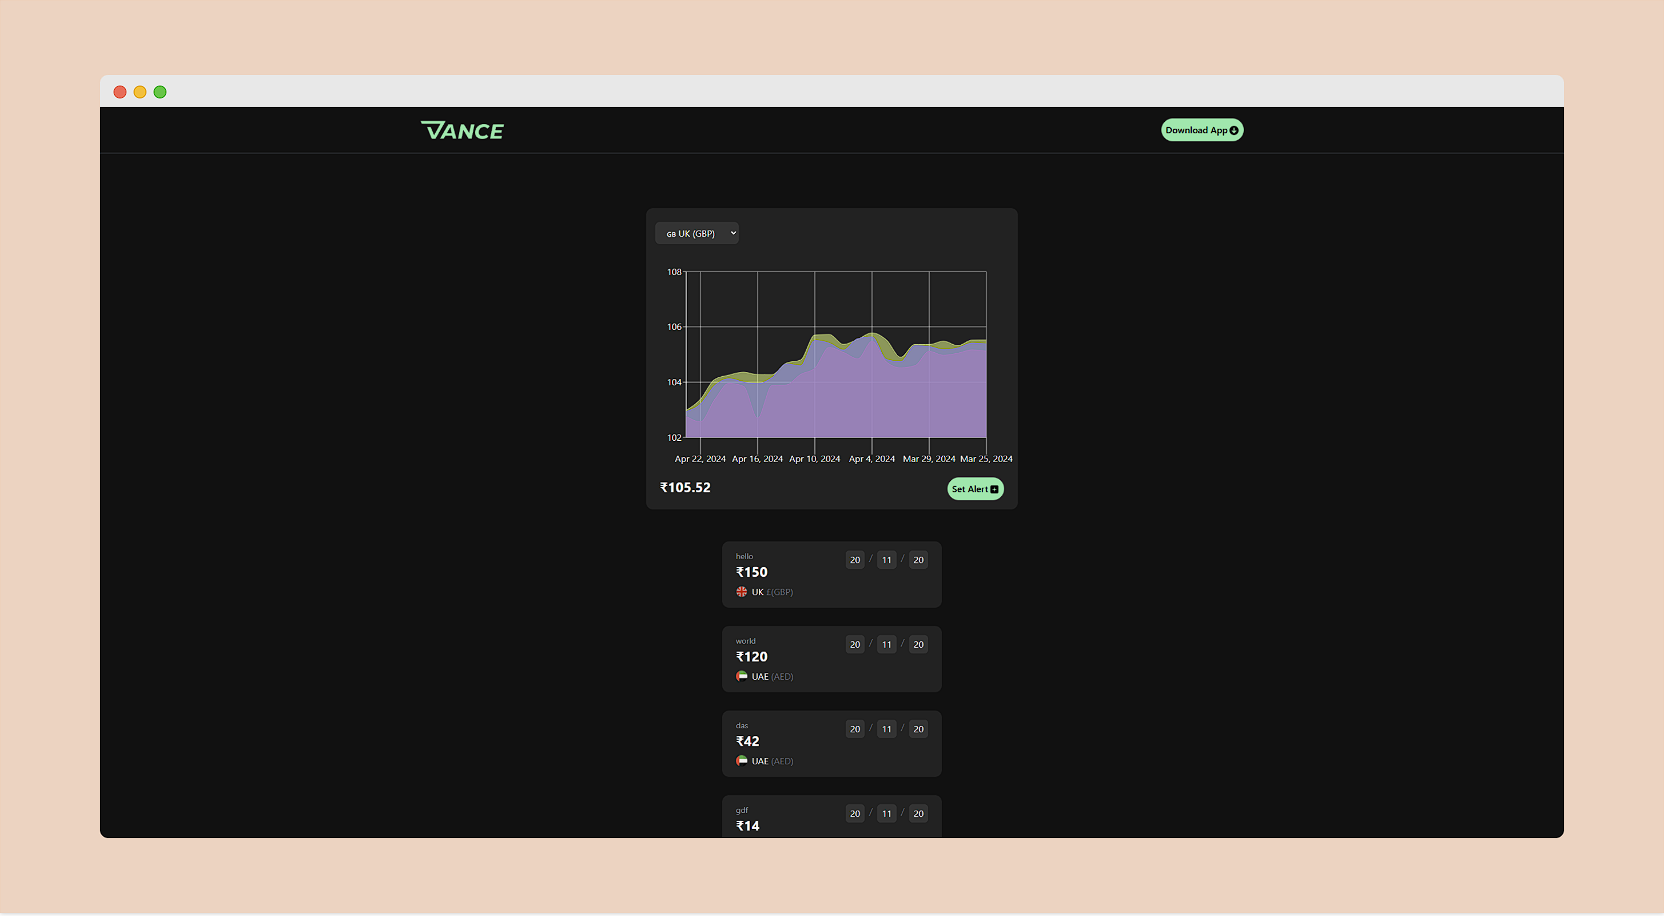 VANCE
Download App
GB UK (GBP)
108
106
104
102
Apr 22, 2024 Apr 16, 2024 Apr 10, 2024 Apr 4, 2024 Mar 29, 2024 Mar 25, 2024
₹105.52
Set Alert
hello
20 / 11 / 20
₹150
UK £(GBP)
world
20 / 11 / 20
₹120
UAE (AED)
das
20 / 11 / 20
₹42
UAE (AED)
gdf
20 / 11 / 20
₹14